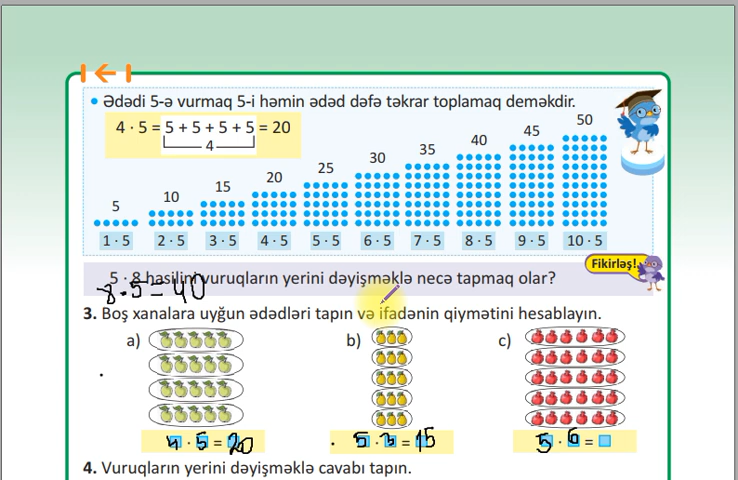 • Ədədi 5-ə vurmaq 5-i həmin ədəd dəfə təkrar toplamaq deməkdir.
4 · 5 = 5 + 5 + 5 + 5 = 20
4
5 10 15 20 25 30 35 40 45 50
1 · 5 2 · 5 3 · 5 4 · 5 5 · 5 6 · 5 7 · 5 8 · 5 9 · 5 10 · 5
Fikirləş!
5 · 8 hasilini vuruqların yerini dəyişməklə necə tapmaq olar?
8 · 5 = 40
3. Boş xanalara uyğun ədədləri tapın və ifadənin qiymətini hesablayın.
a) b) c)
4 · 5 = 20 5 · 3 = 15 5 · 6 =
4. Vuruqların yerini dəyişməklə cavabı tapın.